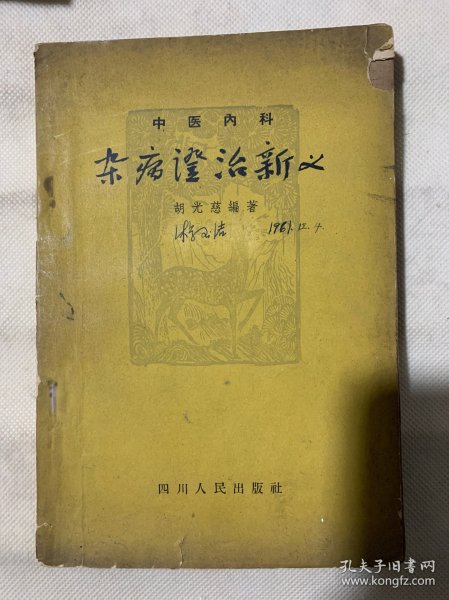 中医内科
杂病證治新义
胡光慈編著
1961.12.4.
四川人民出版社
孔夫子旧书网
www.kongfz.com